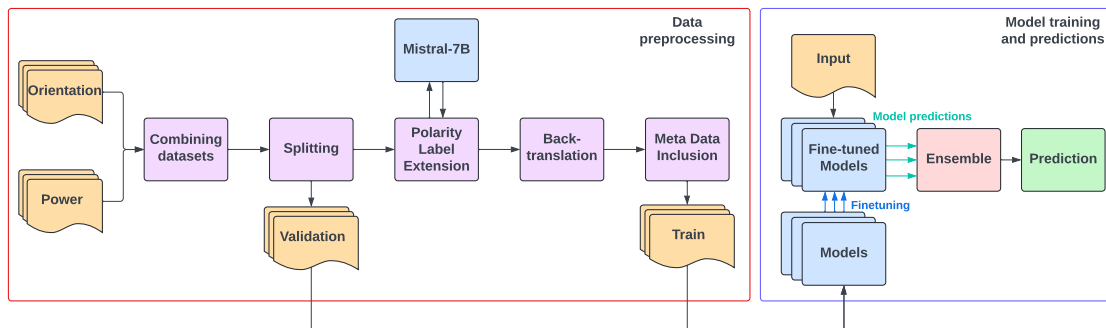 Data
preprocessing
Mistral-7B
Orientation
Combining
datasets
Splitting
Polarity
Label
Extension
Back-
translation
Meta Data
Inclusion
Power
Validation
Train
Model training
and predictions
Input
Model predictions
Fine-tuned
Models
Ensemble
Prediction
Finetuning
Models